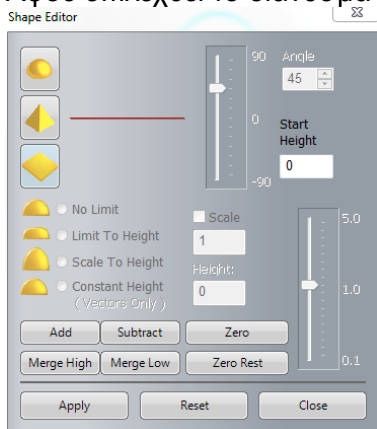 Shape Editor
90 Angle
45
0 Start
Height
0
-90
No Limit
Scale
5.0
Limit To Height
1
Scale To Height
Height:
Constant Height
0
1.0
( Vectors Only )
Add Subtract Zero
Merge High Merge Low Zero Rest
0.1
Apply Reset Close